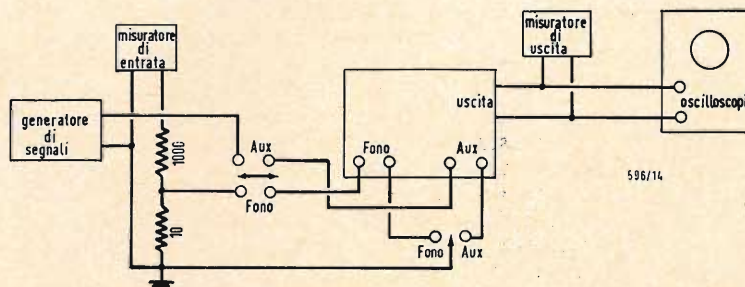 misuratore
di
entrata
generatore
di
segnali
1000
10
Aux
Fono
Fono
Aux
uscita
Fono
Aux
misuratore
di
uscita
oscilloscopi
596/14